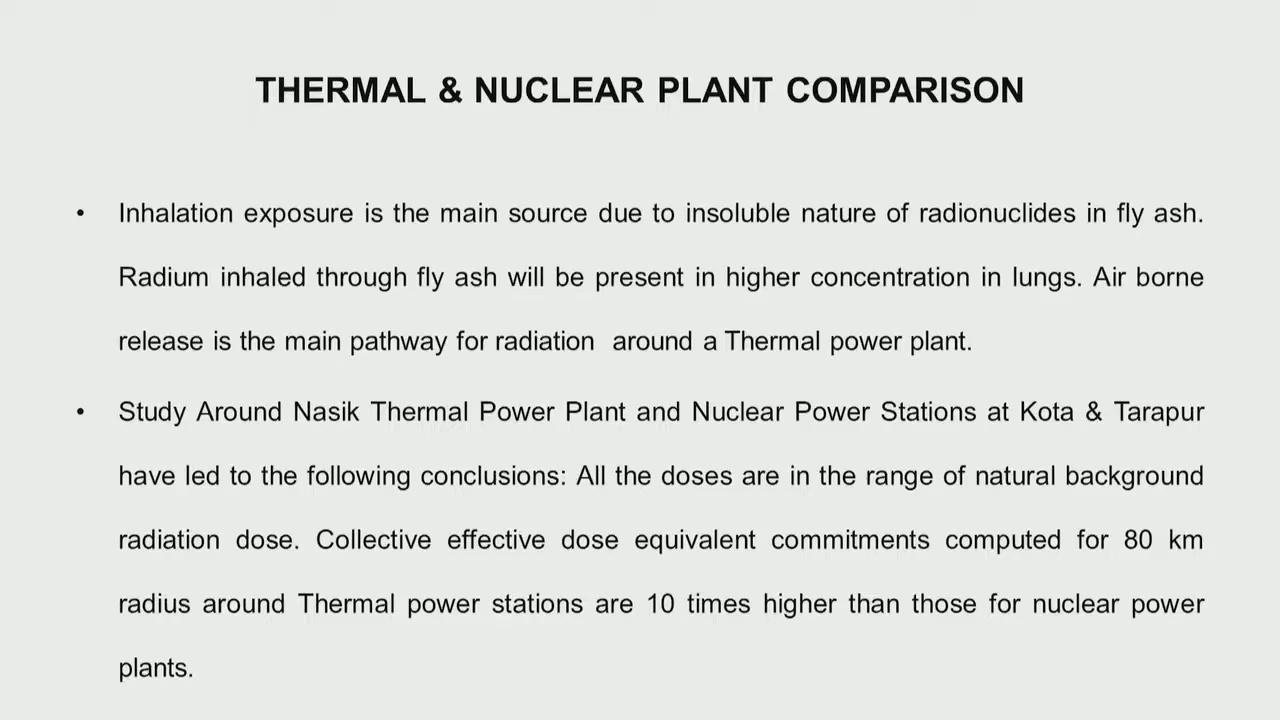 THERMAL & NUCLEAR PLANT COMPARISON
• Inhalation exposure is the main source due to insoluble nature of radionuclides in fly ash.
Radium inhaled through fly ash will be present in higher concentration in lungs. Air borne
release is the main pathway for radiation around a Thermal power plant.
• Study Around Nasik Thermal Power Plant and Nuclear Power Stations at Kota & Tarapur
have led to the following conclusions: All the doses are in the range of natural background
radiation dose. Collective effective dose equivalent commitments computed for 80 km
radius around Thermal power stations are 10 times higher than those for nuclear power
plants.